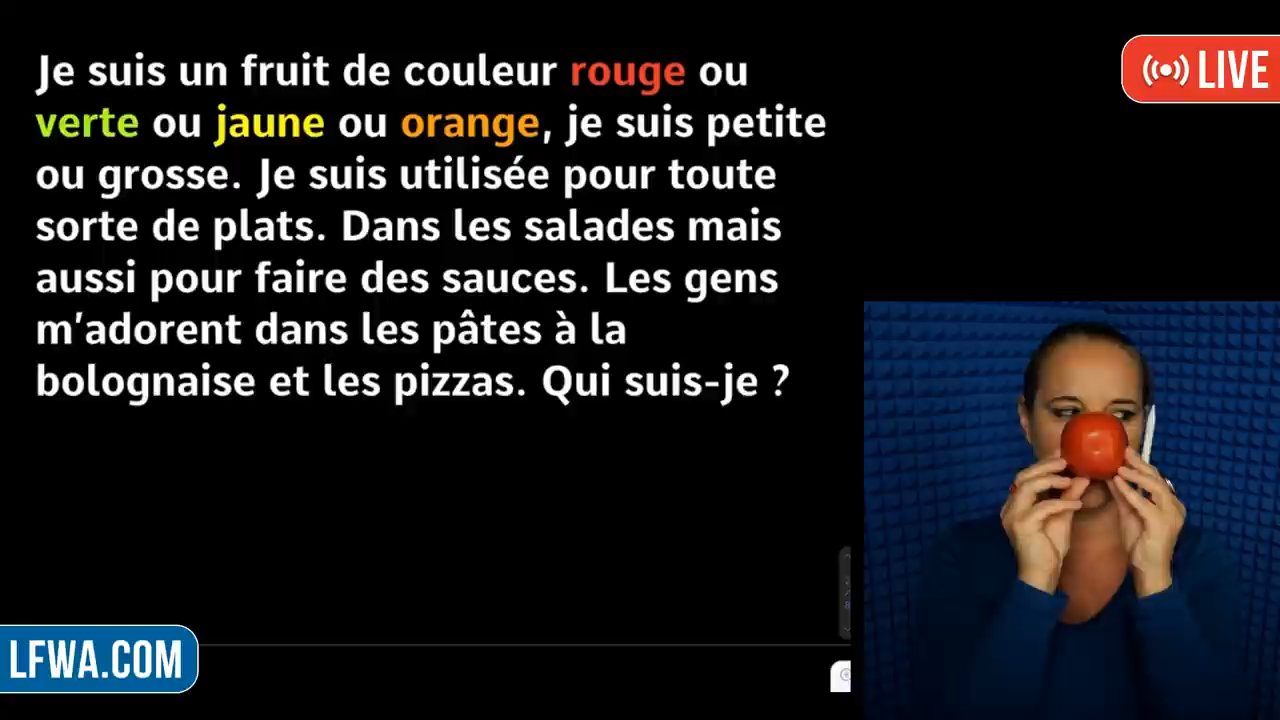 Je suis un fruit de couleur rouge ou
verte ou jaune ou orange, je suis petite
ou grosse. Je suis utilisée pour toute
sorte de plats. Dans les salades mais
aussi pour faire des sauces. Les gens
m’adorent dans les pâtes à la
bolognaise et les pizzas. Qui suis-je ?
LIVE
LFWA.COM